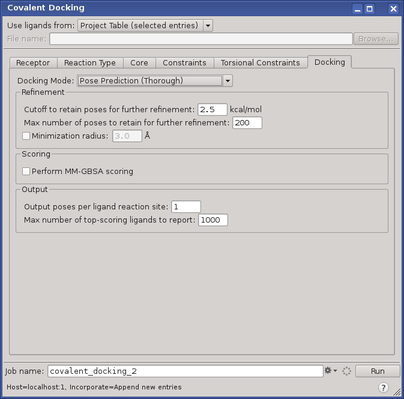 Covalent Docking
Use ligands from: Project Table (selected entries)
File name: Browse...
Receptor Reaction Type Core Constraints Torsional Constraints Docking
Docking Mode: Pose Prediction (Thorough)
Refinement
Cutoff to retain poses for further refinement: 2.5 kcal/mol
Max number of poses to retain for further refinement: 200
Minimization radius: 3.0 Å
Scoring
Perform MM-GBSA scoring
Output
Output poses per ligand reaction site: 1
Max number of top-scoring ligands to report: 1000
Job name: covalent_docking_2 Run
Host=localhost:1, Incorporate=Append new entries ?